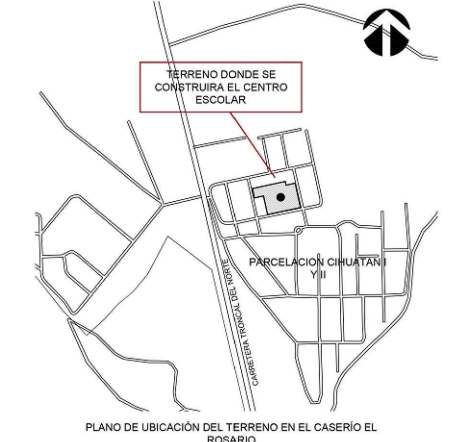 TERRENO DONDE SE
CONSTRUIRA EL CENTRO
ESCOLAR
PARCELACION CIHUATAN I
Y II
CARRETERA TRONCAL DEL NORTE
PLANO DE UBICACIÓN DEL TERRENO EN EL CASERÍO EL
ROSARIO